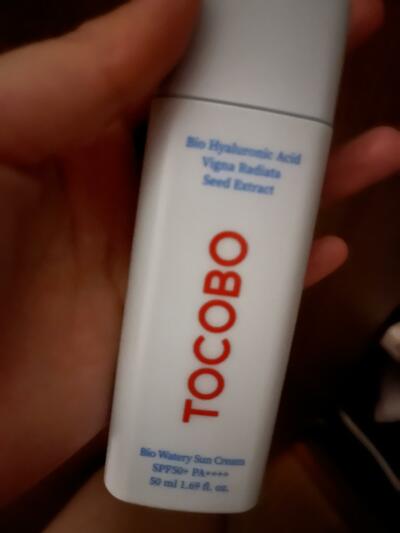 Bio Hyaluronic Acid
Vigna Radiata
Seed Extract
TOCOBO
Bio Watery Sun Cream
SPF50+ PA++++
50 ml 1.69 fl. oz.